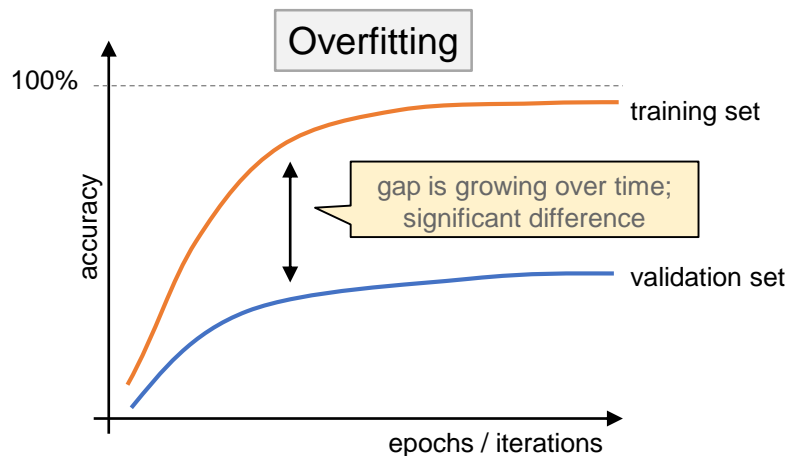 Overfitting
100%
training set
gap is growing over time;
significant difference
accuracy
validation set
epochs / iterations